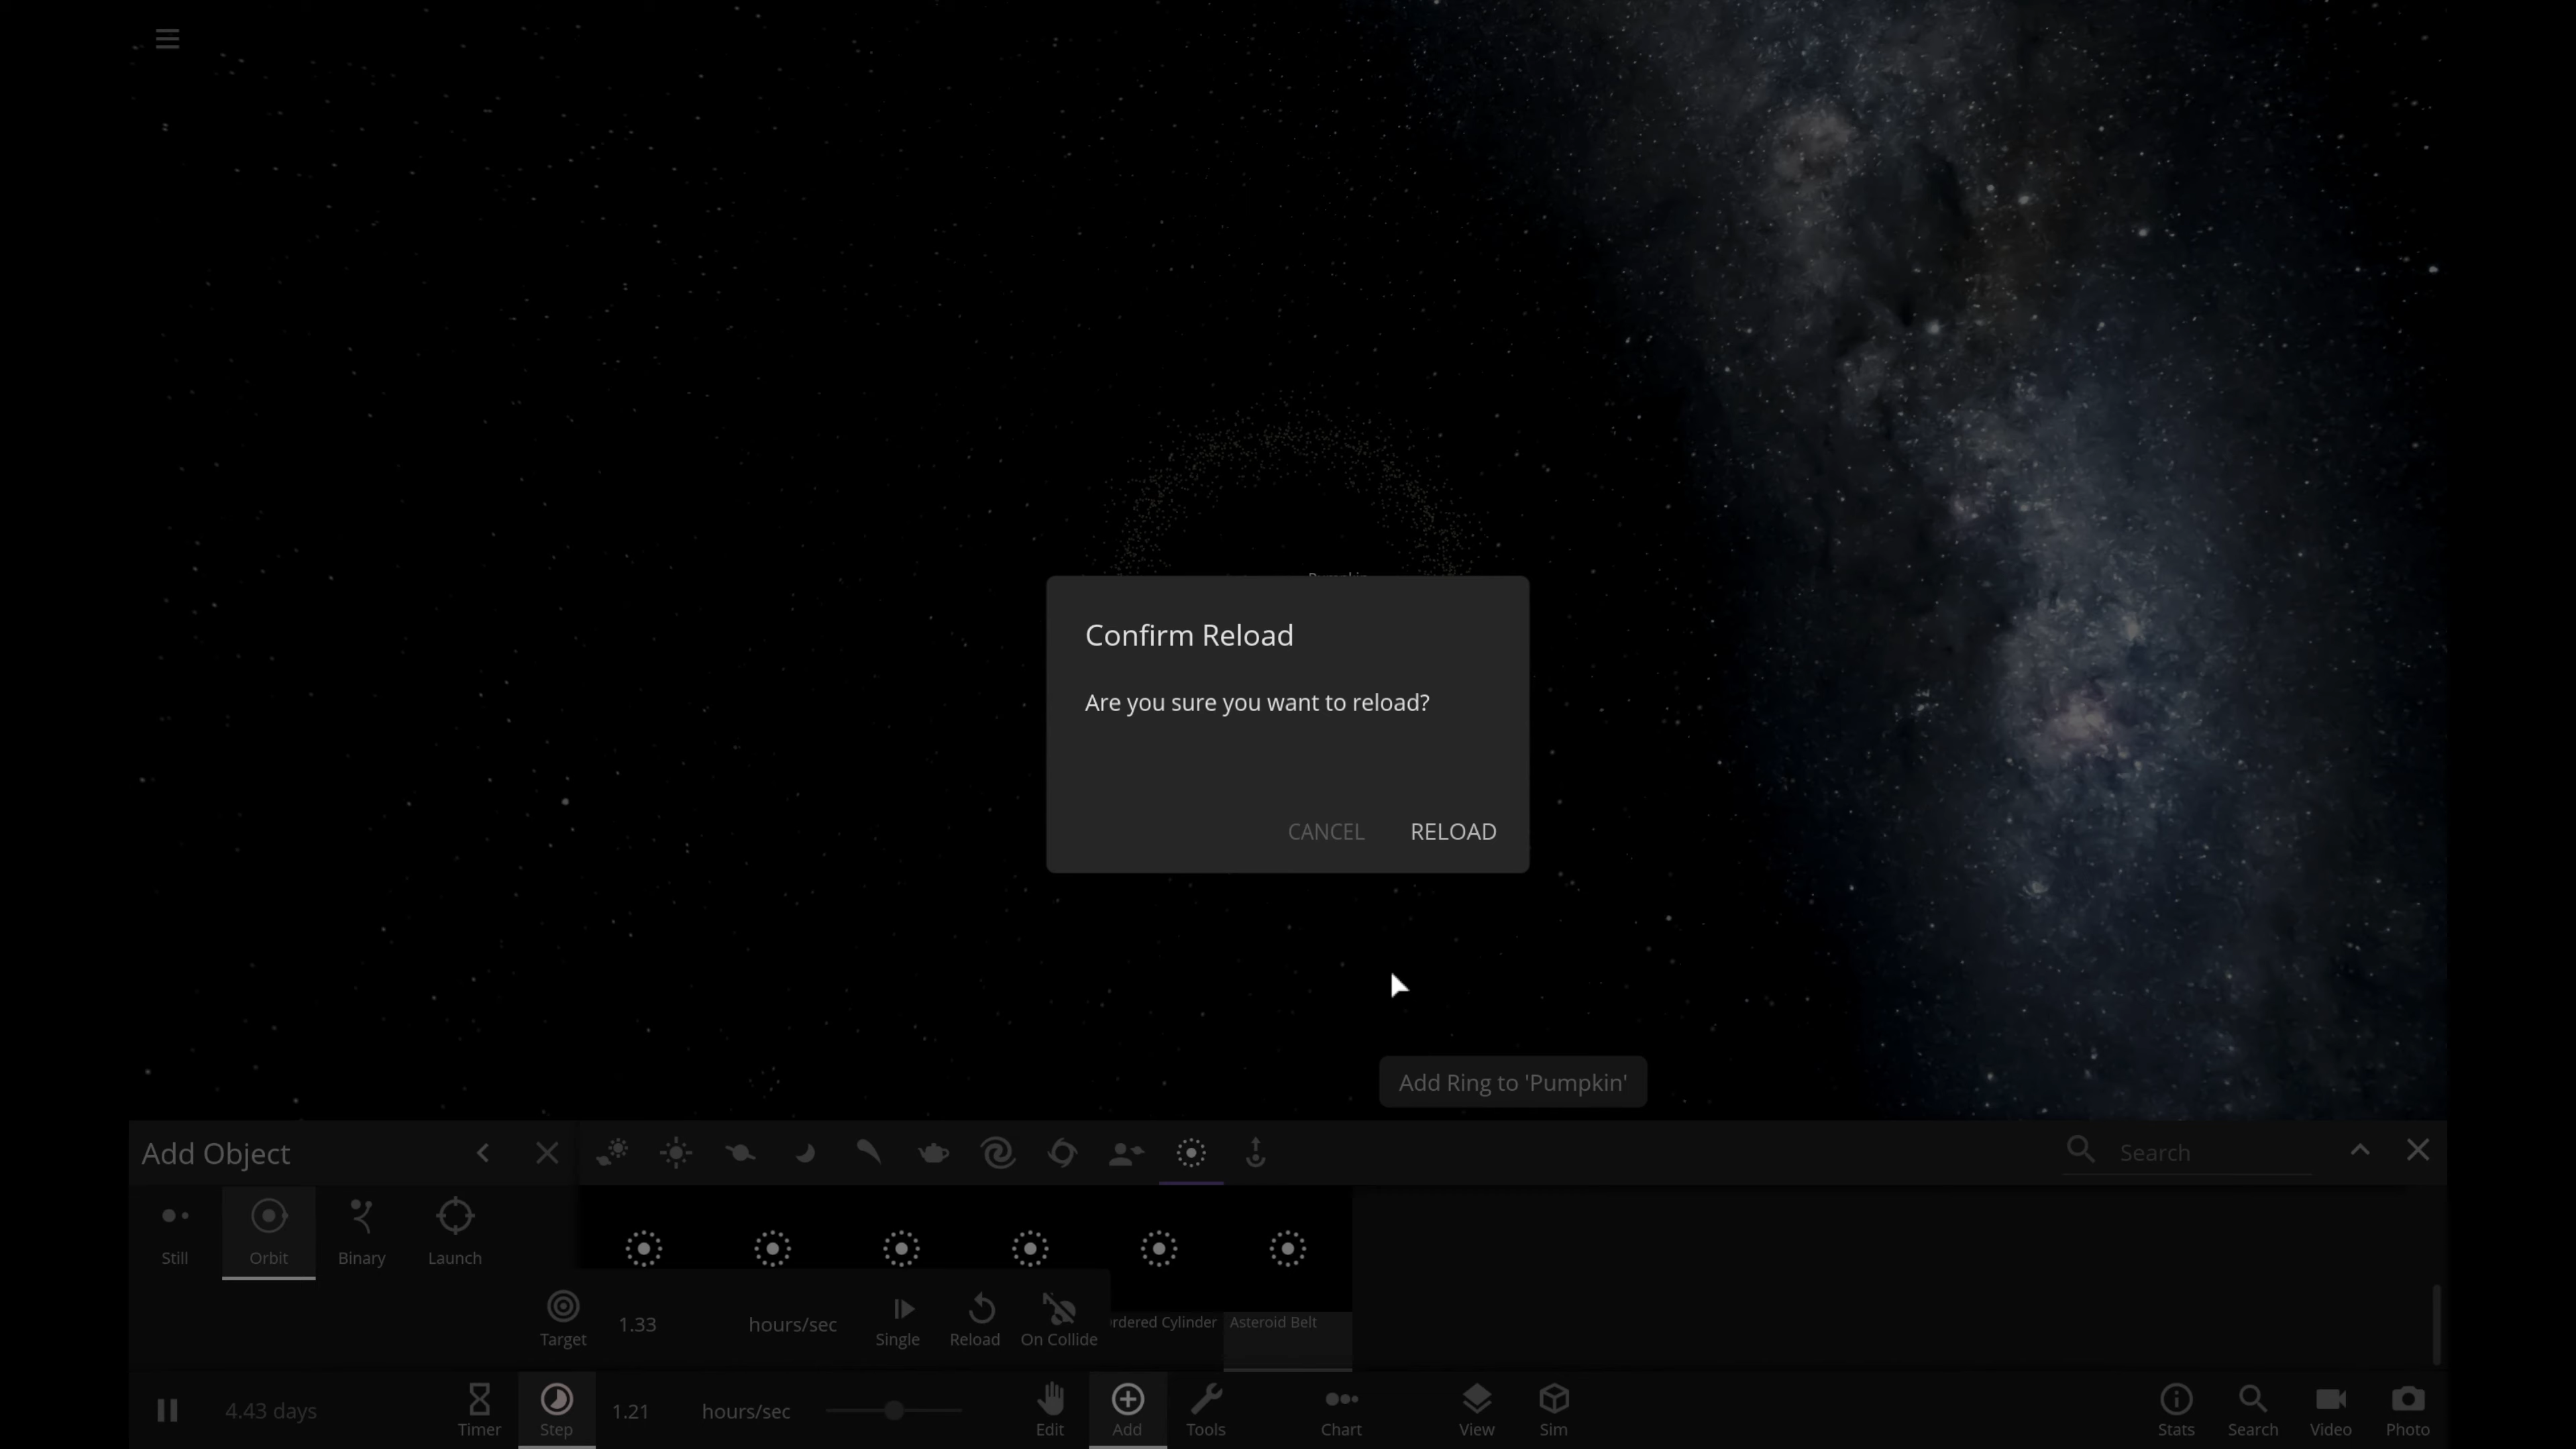 Pumpkin
Confirm Reload
Are you sure you want to reload?
CANCEL RELOAD
Add Ring to 'Pumpkin'
Add Object
Search
Still Orbit Binary Launch
Target 1.33 hours/sec Single Reload On Collide
rdered Cylinder Asteroid Belt
4.43 days Timer Step 1.21 hours/sec Edit Add Tools Chart View Sim Stats Search Video Photo